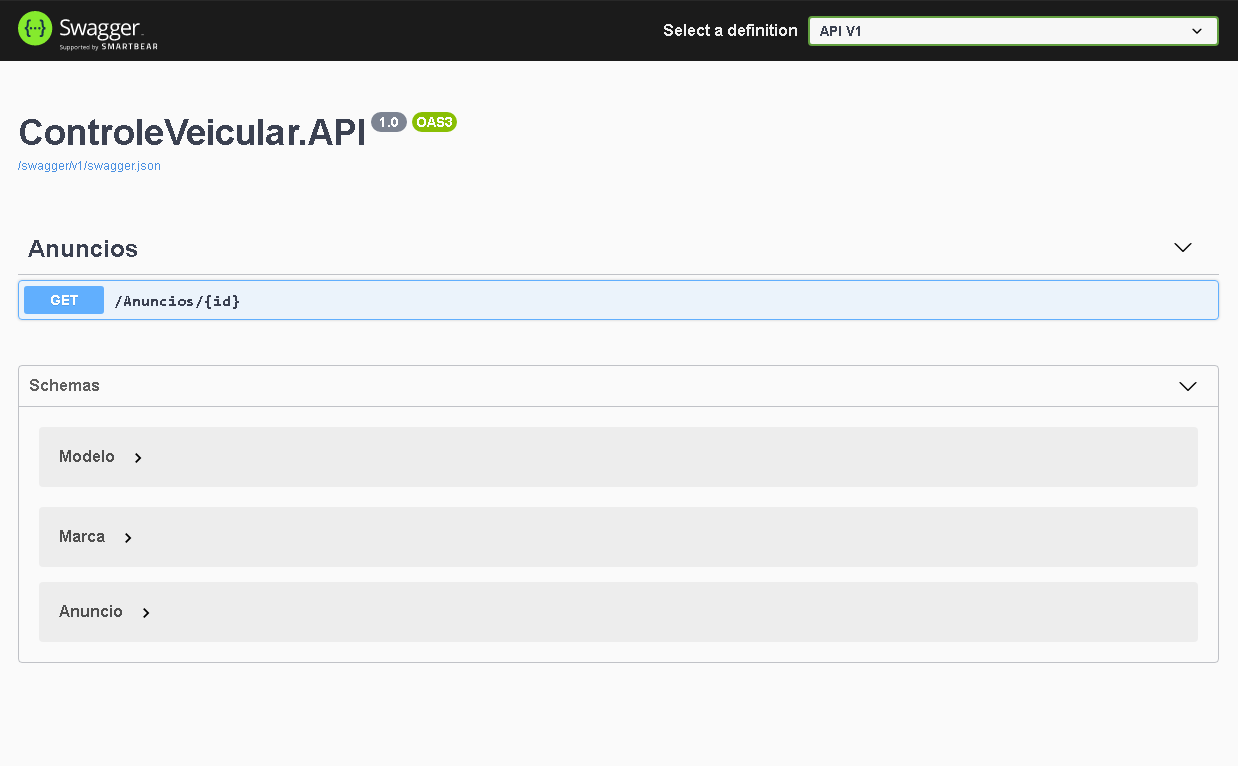 Swagger
Supported by SMARTBEAR
Select a definition
API V1
ControleVeicular.API 1.0 OAS3
/swagger/v1/swagger.json
Anuncios
GET /Anuncios/{id}
Schemas
Modelo
Marca
Anuncio